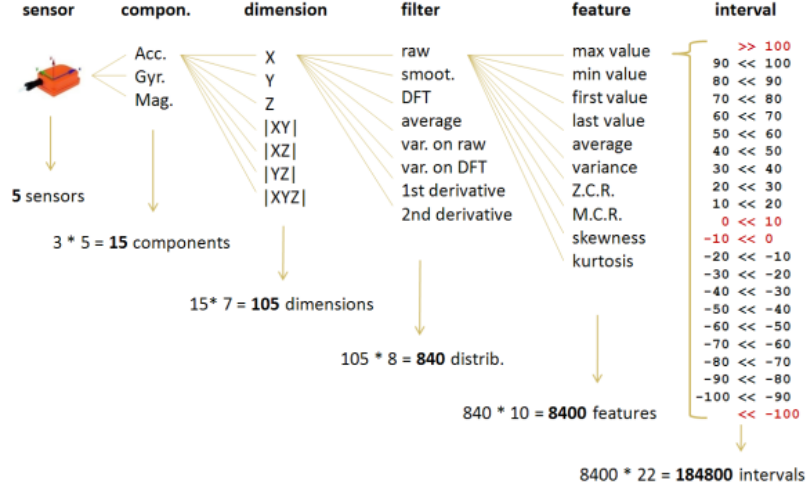 sensor compon. dimension filter feature interval
Acc.
Gyr.
Mag.
X
Y
Z
|XY|
|XZ|
|YZ|
|XYZ|
raw
smoot.
DFT
average
var. on raw
var. on DFT
1st derivative
2nd derivative
max value
min value
first value
last value
average
variance
Z.C.R.
M.C.R.
skewness
kurtosis
>> 100
90 << 100
80 << 90
70 << 80
60 << 70
50 << 60
40 << 50
30 << 40
20 << 30
10 << 20
0 << 10
-10 << 0
-20 << -10
-30 << -20
-40 << -30
-50 << -40
-60 << -50
-70 << -60
-80 << -70
-90 << -80
-100 << -90
<< -100
5 sensors
3 * 5 = 15 components
15* 7 = 105 dimensions
105 * 8 = 840 distrib.
840 * 10 = 8400 features
8400 * 22 = 184800 intervals